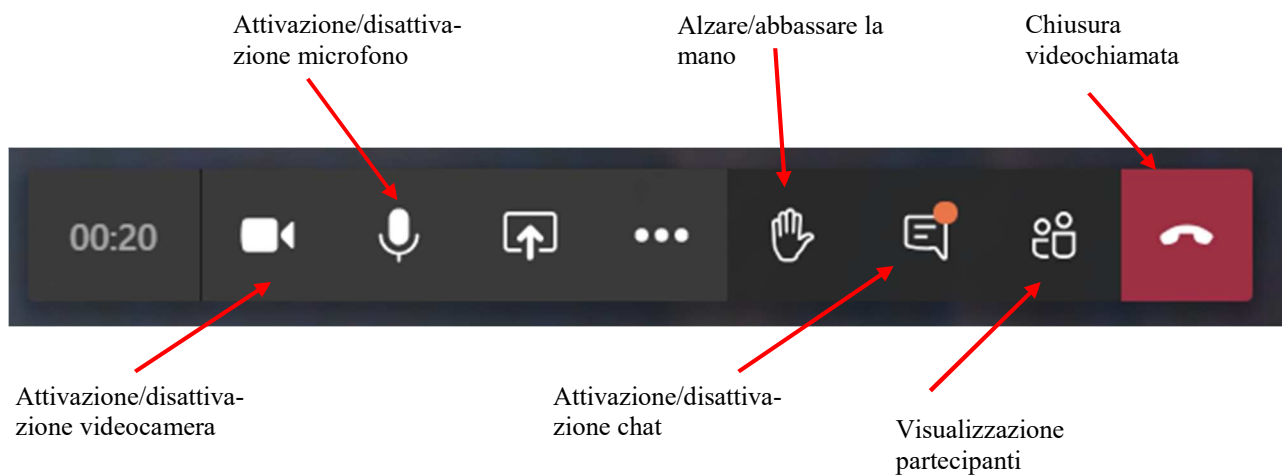 Attivazione/disattiva-
zione microfono
Alzare/abbassare la
mano
Chiusura
videochiamata
00:20
Attivazione/disattiva-
zione videocamera
Attivazione/disattiva-
zione chat
Visualizzazione
partecipanti